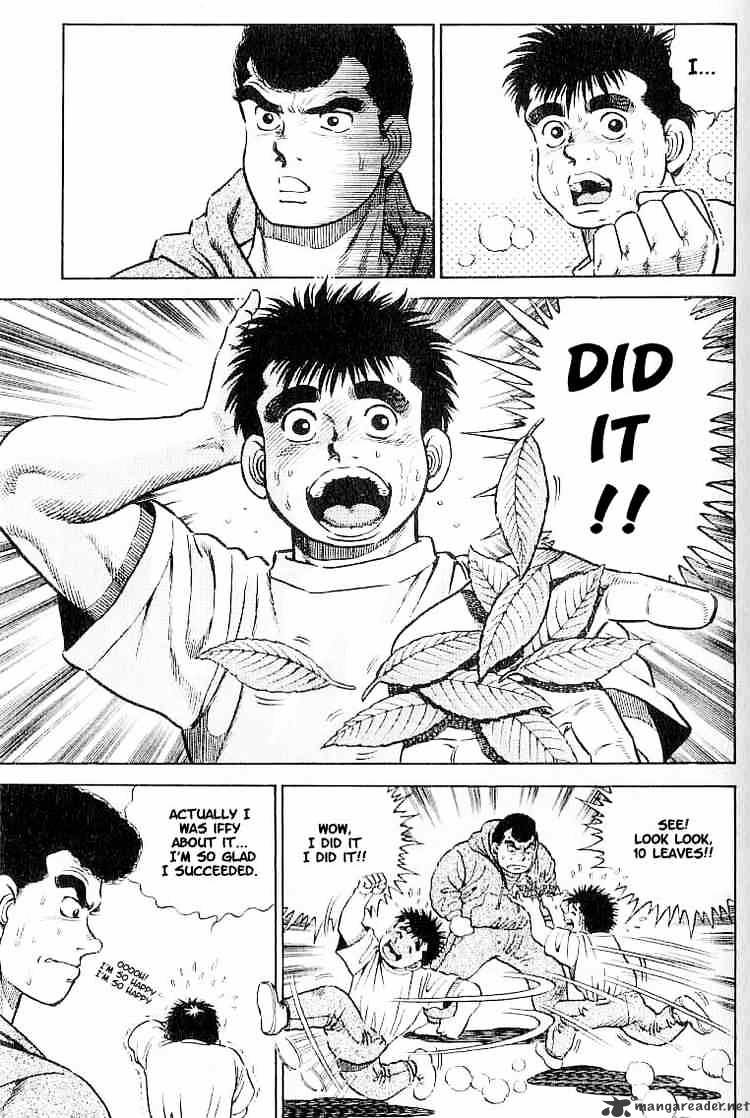 I...
DID
IT
!!
SEE!
LOOK LOOK,
10 LEAVES!!
WOW,
I DID IT
I DID IT!!
ACTUALLY I
WAS IFFY
ABOUT IT...
I'M SO GLAD
I SUCCEEDED.
OOOOH!
I'M SO HAPPY
I'M SO HAPPY
mangareader.net